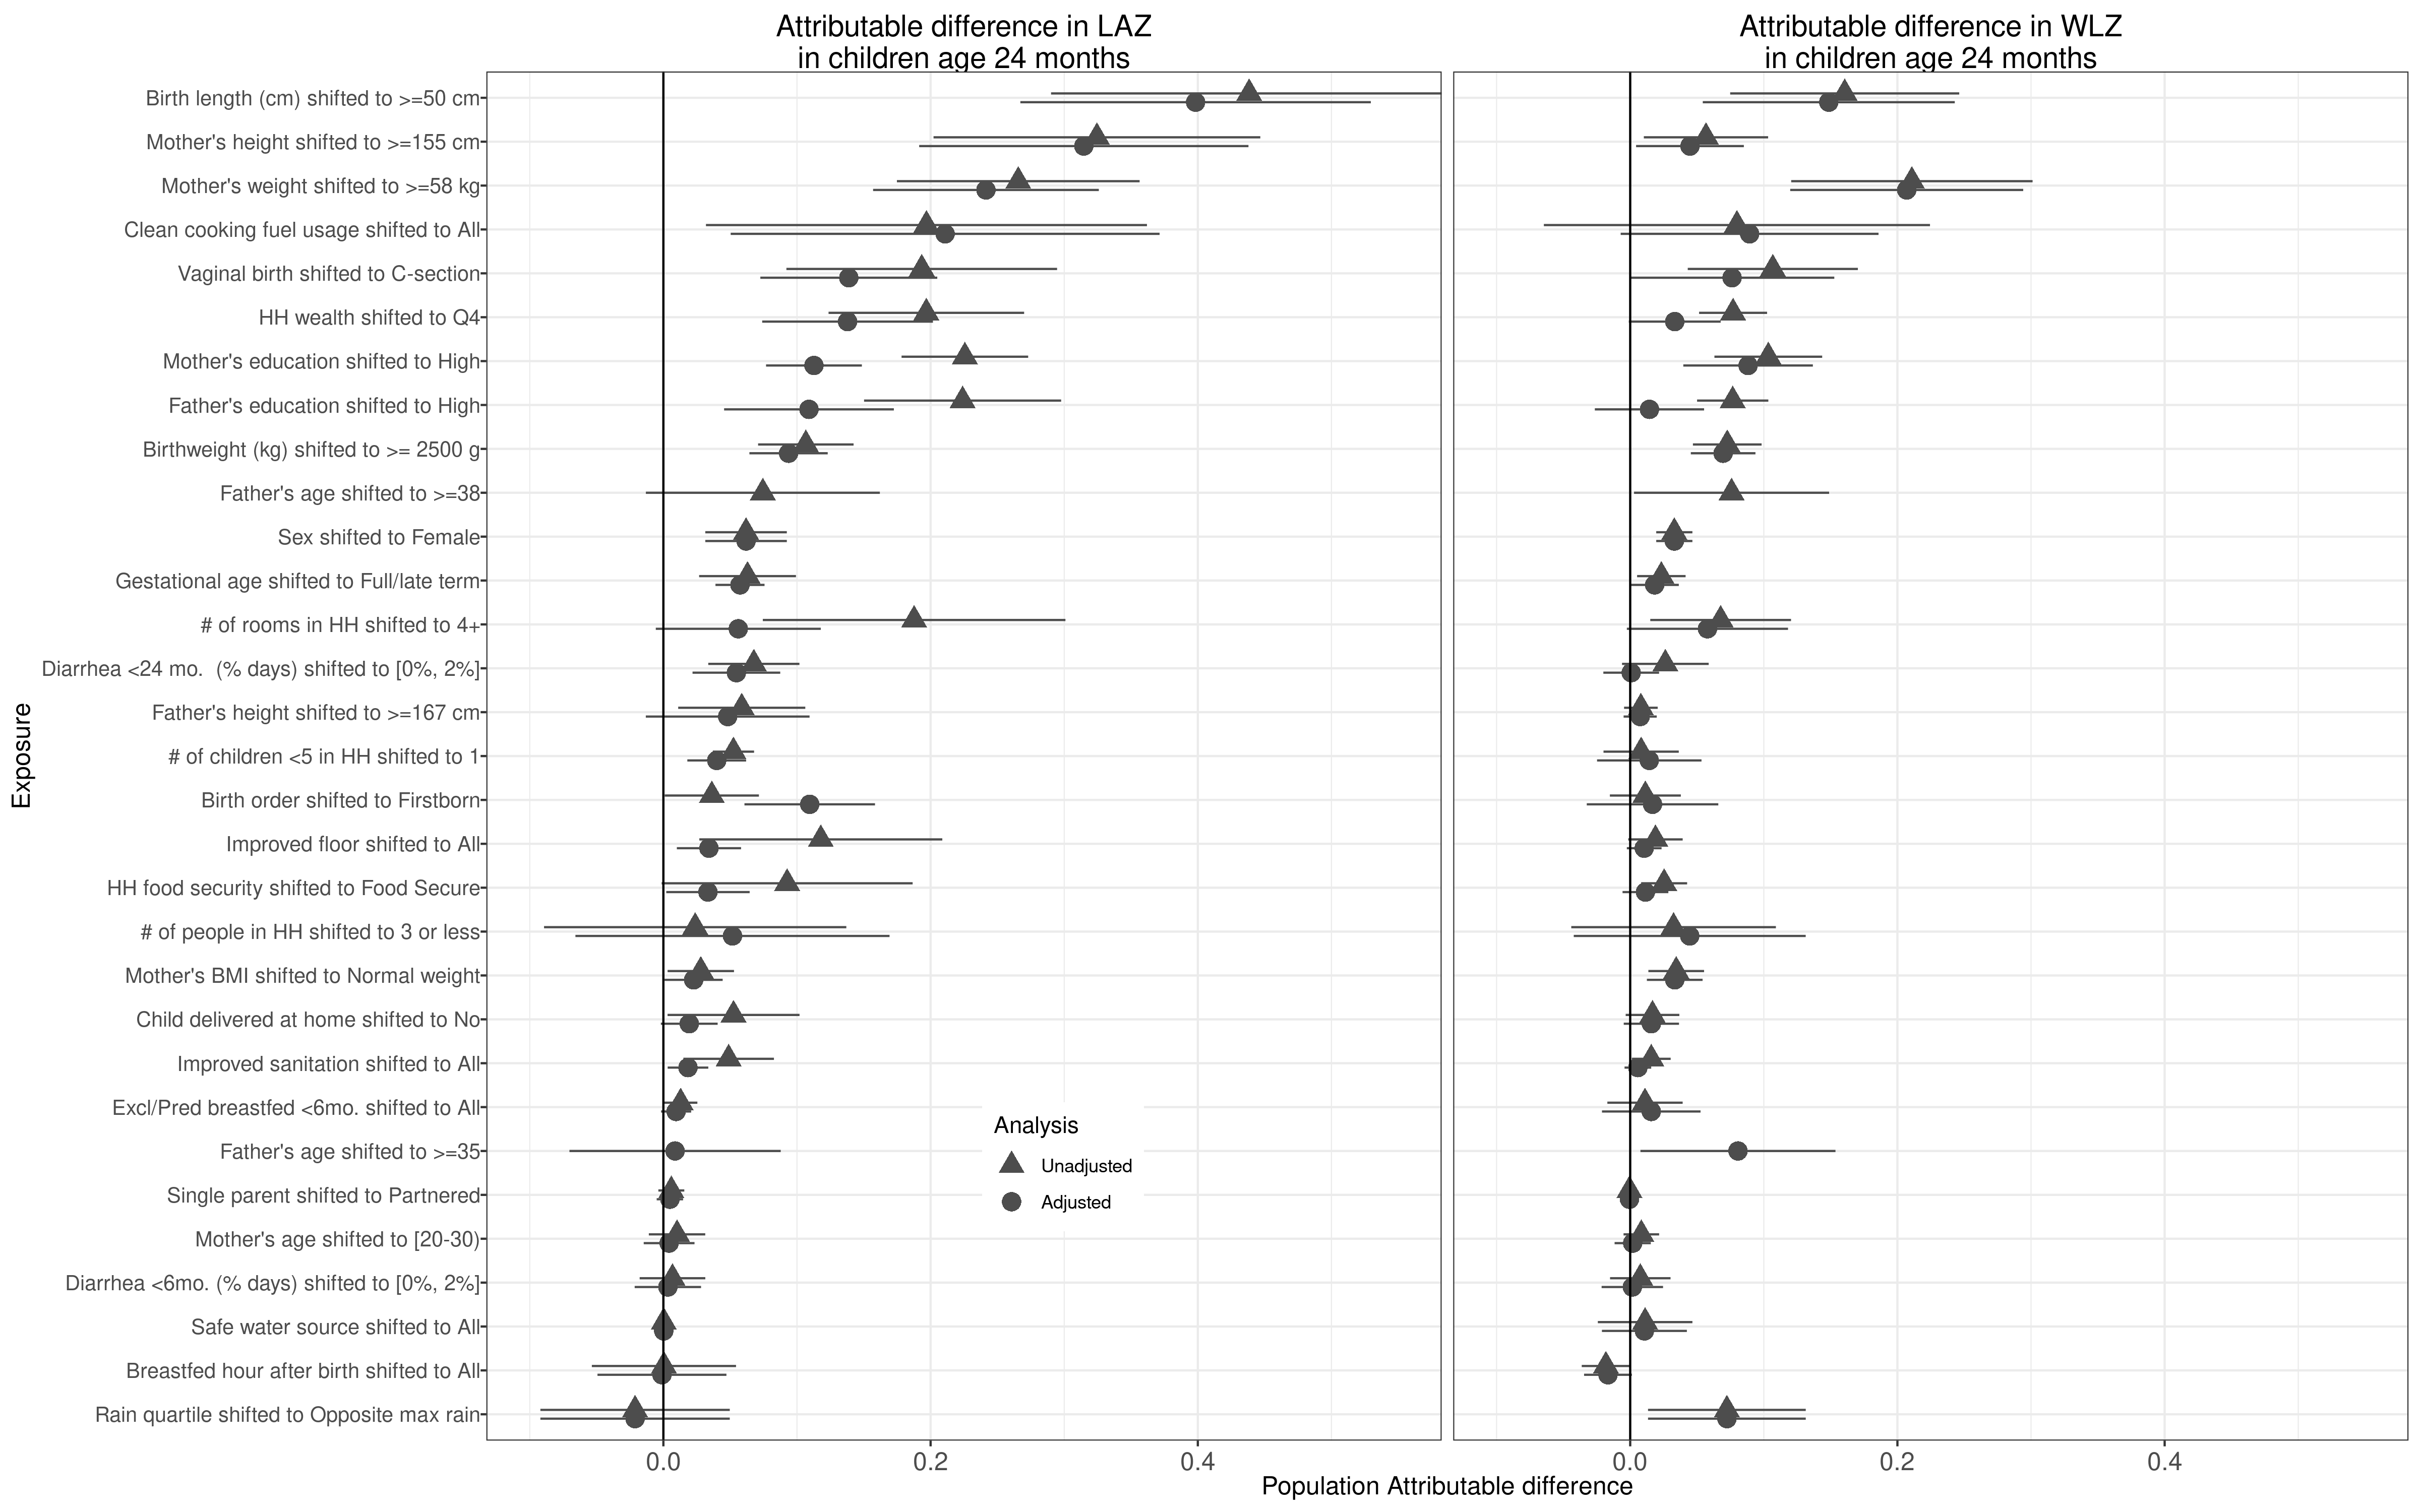 Attributable difference in LAZ
in children age 24 months
Attributable difference in WLZ
in children age 24 months
Birth length (cm) shifted to >=50 cm
Mother's height shifted to >=155 cm
Mother's weight shifted to >=58 kg
Clean cooking fuel usage shifted to All
Vaginal birth shifted to C-section
HH wealth shifted to Q4
Mother's education shifted to High
Father's education shifted to High
Birthweight (kg) shifted to >= 2500 g
Father's age shifted to >=38
Sex shifted to Female
Gestational age shifted to Full/late term
# of rooms in HH shifted to 4+
Diarrhea <24 mo.  (% days) shifted to [0%, 2%]
Father's height shifted to >=167 cm
# of children <5 in HH shifted to 1
Birth order shifted to Firstborn
Improved floor shifted to All
HH food security shifted to Food Secure
# of people in HH shifted to 3 or less
Mother's BMI shifted to Normal weight
Child delivered at home shifted to No
Improved sanitation shifted to All
Excl/Pred breastfed <6mo. shifted to All
Father's age shifted to >=35
Single parent shifted to Partnered
Mother's age shifted to [20-30)
Diarrhea <6mo. (% days) shifted to [0%, 2%]
Safe water source shifted to All
Breastfed hour after birth shifted to All
Rain quartile shifted to Opposite max rain
Exposure
Analysis
Unadjusted
Adjusted
0.0 0.2 0.4
0.0 0.2 0.4
Population Attributable difference